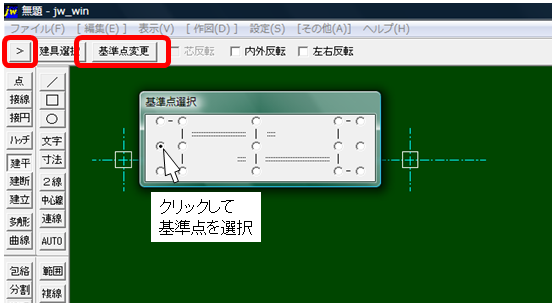 無題 - jw_win
ファイル(F) [ 編集(E) ] 表示(V) [ 作図(D) ] 設定(S) [その他(A)] ヘルプ(H)
> 建具選択 基準点変更 芯反転 内外反転 左右反転
点 ／
接線 □
接円 ○
ハッチ 文字
建平 寸法
建断 2線
建立 中心線
多角形 連線
曲線 AUTO
包絡 範囲
分割 複線
基準点選択
クリックして
基準点を選択